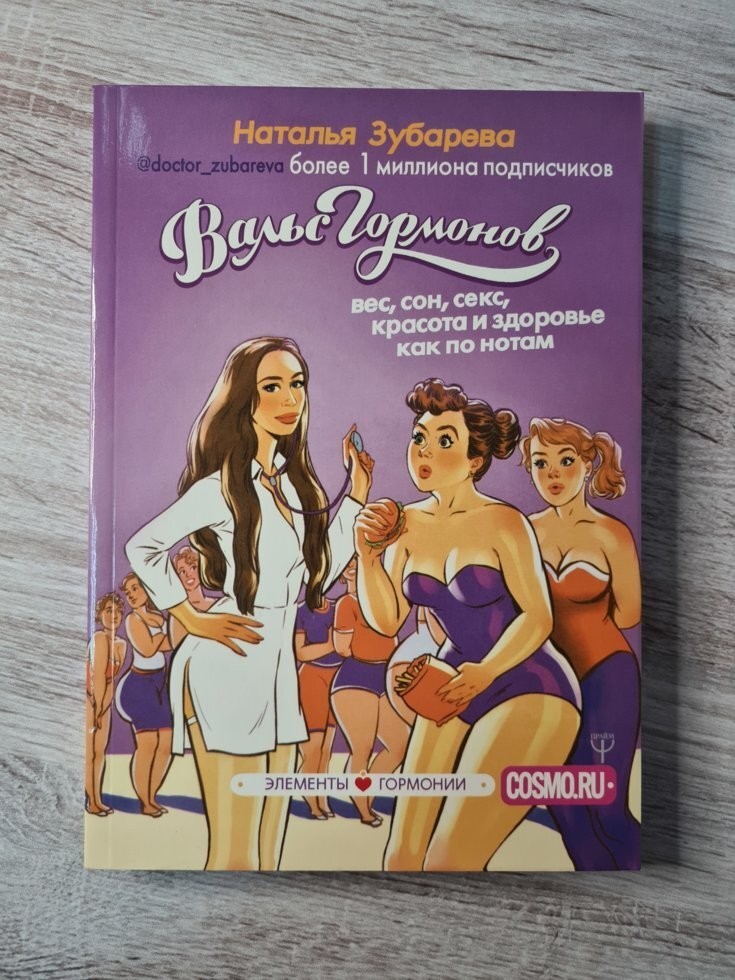 Наталья Зубарева
@doctor_zubareva более 1 миллиона подписчиков
Вальс Гормонов
вес, сон, секс,
красота и здоровье
как по нотам
ПРАЙМ
• ЭЛЕМЕНТЫ ГОРМОНИИ •
COSMO.RU